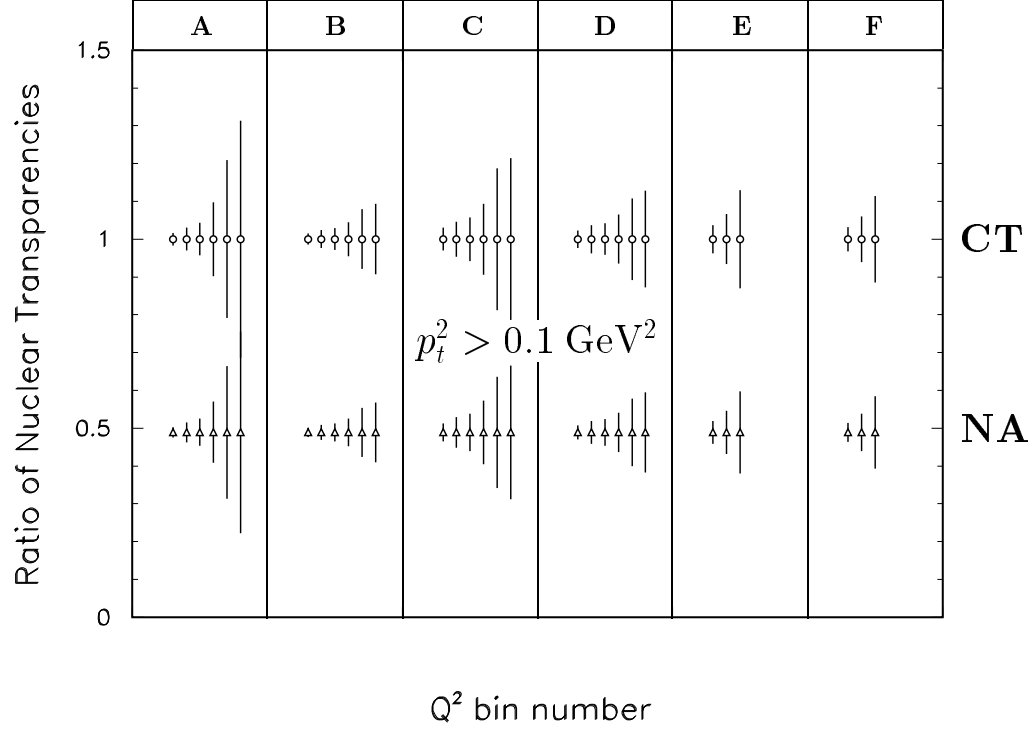 A B C D E F
1.5
1
0.5
0
Ratio of Nuclear Transparencies
CT
p_t^2 > 0.1 GeV^2
NA
Q^2 bin number